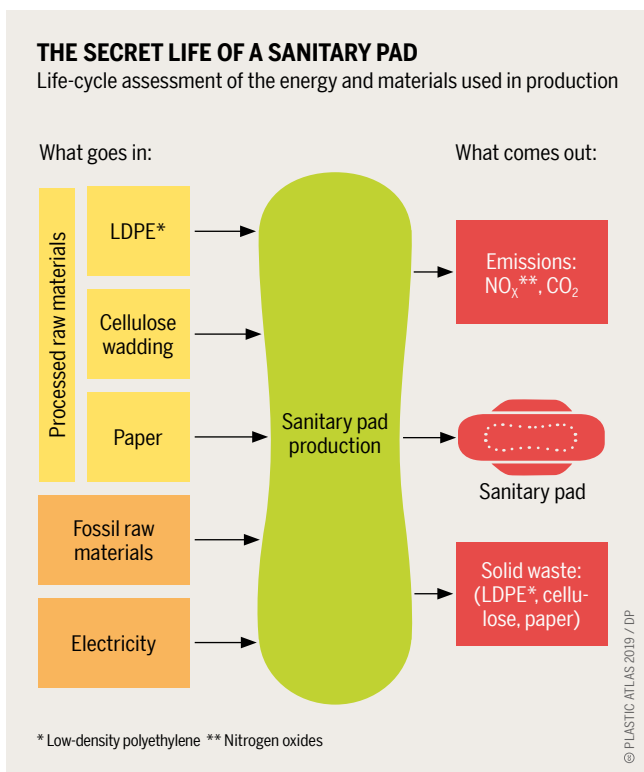 THE SECRET LIFE OF A SANITARY PAD
Life-cycle assessment of the energy and materials used in production
What goes in:
What comes out:
Processed raw materials
LDPE*
Cellulose
wadding
Paper
Fossil raw
materials
Electricity
Sanitary pad
production
Emissions:
NOₓ**, CO₂
Sanitary pad
Solid waste:
(LDPE*, cellu-
lose, paper)
* Low-density polyethylene ** Nitrogen oxides
PLASTIC ATLAS 2019 / DP